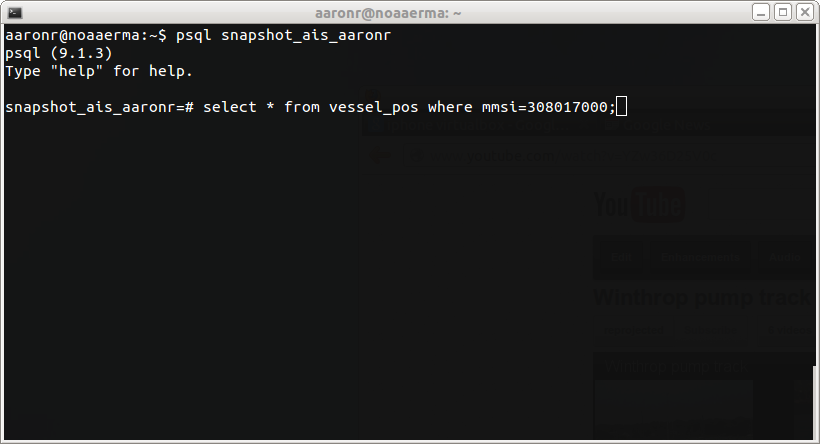 aaronr@noaaerma: ~
aaronr@noaaerma:~$ psql snapshot_ais_aaronr
psql (9.1.3)
Type "help" for help.
snapshot_ais_aaronr=# select * from vessel_pos where mmsi=308017000;
YouTube
Winthrop pump track